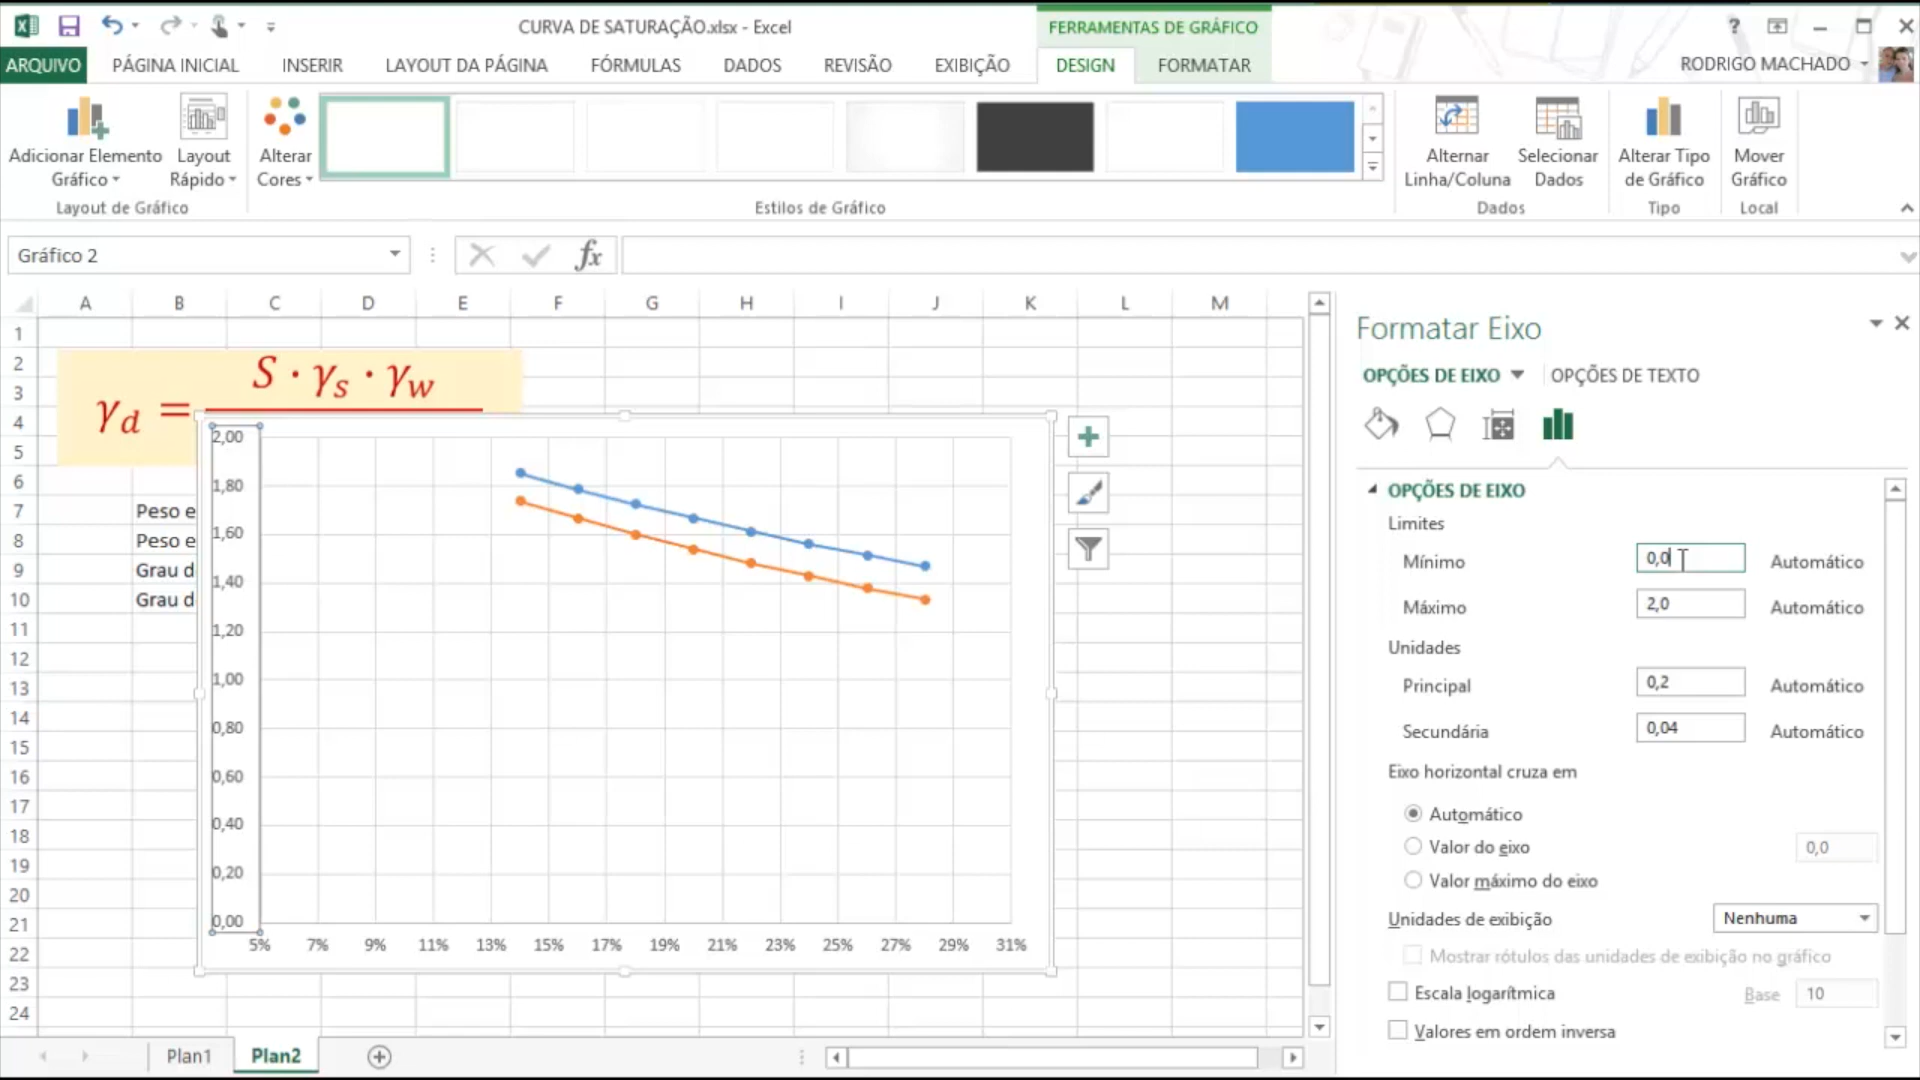 CURVA DE SATURAÇÃO.xlsx - Excel
FERRAMENTAS DE GRÁFICO
?
ARQUIVO
PÁGINA INICIAL
INSERIR
LAYOUT DA PÁGINA
FÓRMULAS
DADOS
REVISÃO
EXIBIÇÃO
DESIGN
FORMATAR
RODRIGO MACHADO
Adicionar Elemento
Gráfico
Layout
Rápido
Alterar
Cores
Alternar
Linha/Coluna
Selecionar
Dados
Alterar Tipo
de Gráfico
Mover
Gráfico
Layout de Gráfico
Estilos de Gráfico
Dados
Tipo
Local
Gráfico 2
fx
A B C D E F G H I J K L M
1
2
3
4
5
6
7
8
9
10
11
12
13
14
15
16
17
18
19
20
21
22
23
24
S · γs · γw
γd =
Peso e
Peso e
Grau d
Grau d
2,00
1,80
1,60
1,40
1,20
1,00
0,80
0,60
0,40
0,20
0,00
5% 7% 9% 11% 13% 15% 17% 19% 21% 23% 25% 27% 29% 31%
Formatar Eixo
OPÇÕES DE EIXO
OPÇÕES DE TEXTO
OPÇÕES DE EIXO
Limites
Mínimo 0,0 Automático
Máximo 2,0 Automático
Unidades
Principal 0,2 Automático
Secundária 0,04 Automático
Eixo horizontal cruza em
Automático
Valor do eixo 0,0
Valor máximo do eixo
Unidades de exibição Nenhuma
Mostrar rótulos das unidades de exibição no gráfico
Escala logarítmica Base 10
Valores em ordem inversa
Plan1
Plan2